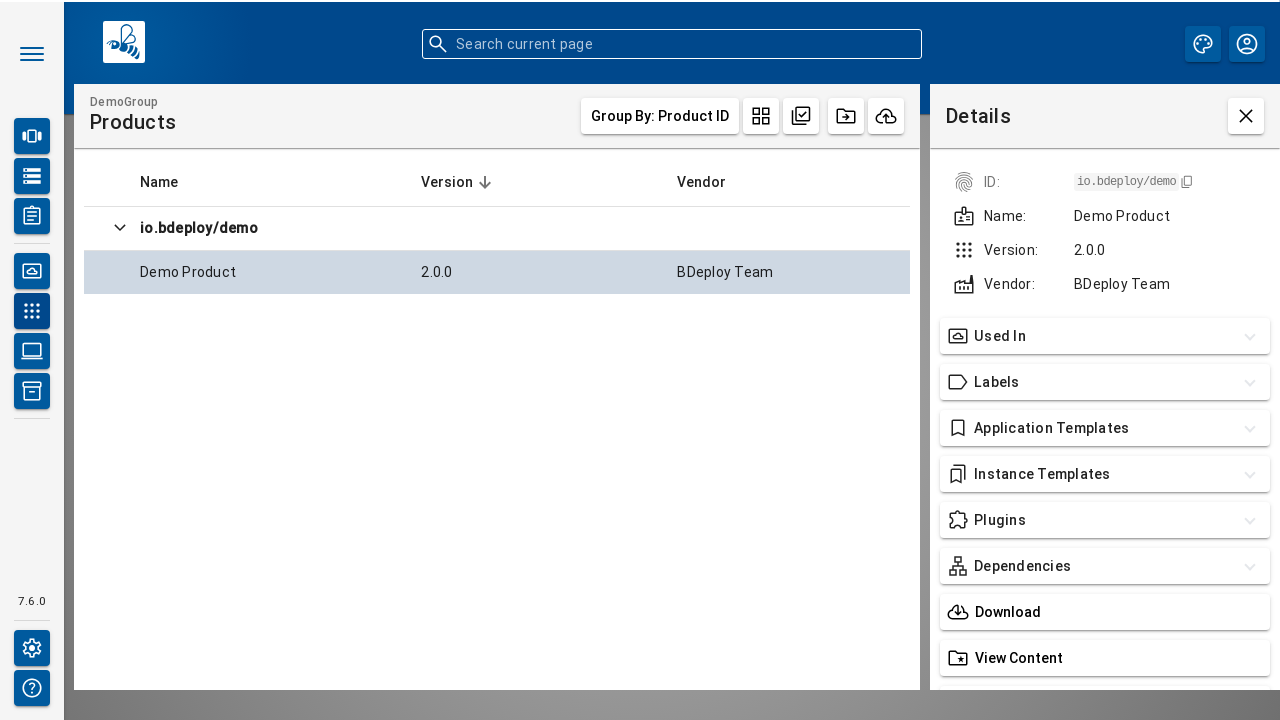 Search current page
DemoGroup
Products
Group By: Product ID
Name
Version
Vendor
io.bdeploy/demo
Demo Product
2.0.0
BDeploy Team
Details
ID:
io.bdeploy/demo
Name:
Demo Product
Version:
2.0.0
Vendor:
BDeploy Team
Used In
Labels
Application Templates
Instance Templates
Plugins
Dependencies
Download
View Content
7.6.0